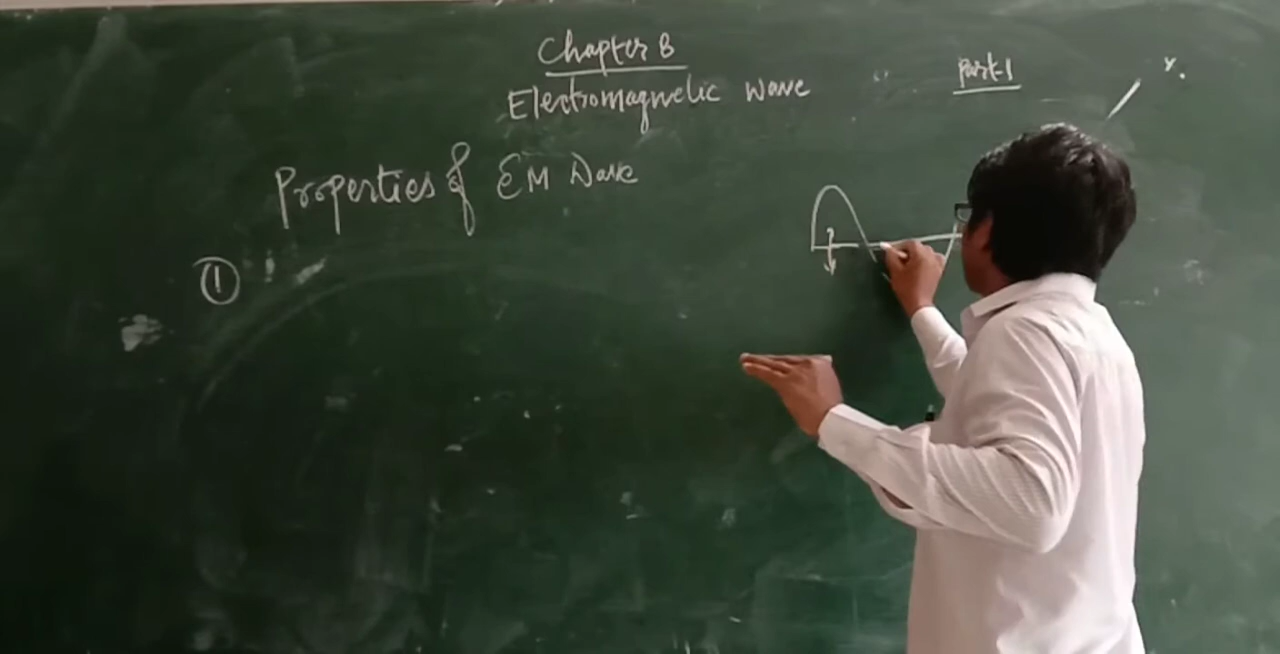 Chapter 8
Electromagnetic wave
Part-1
Properties of EM Wave
①